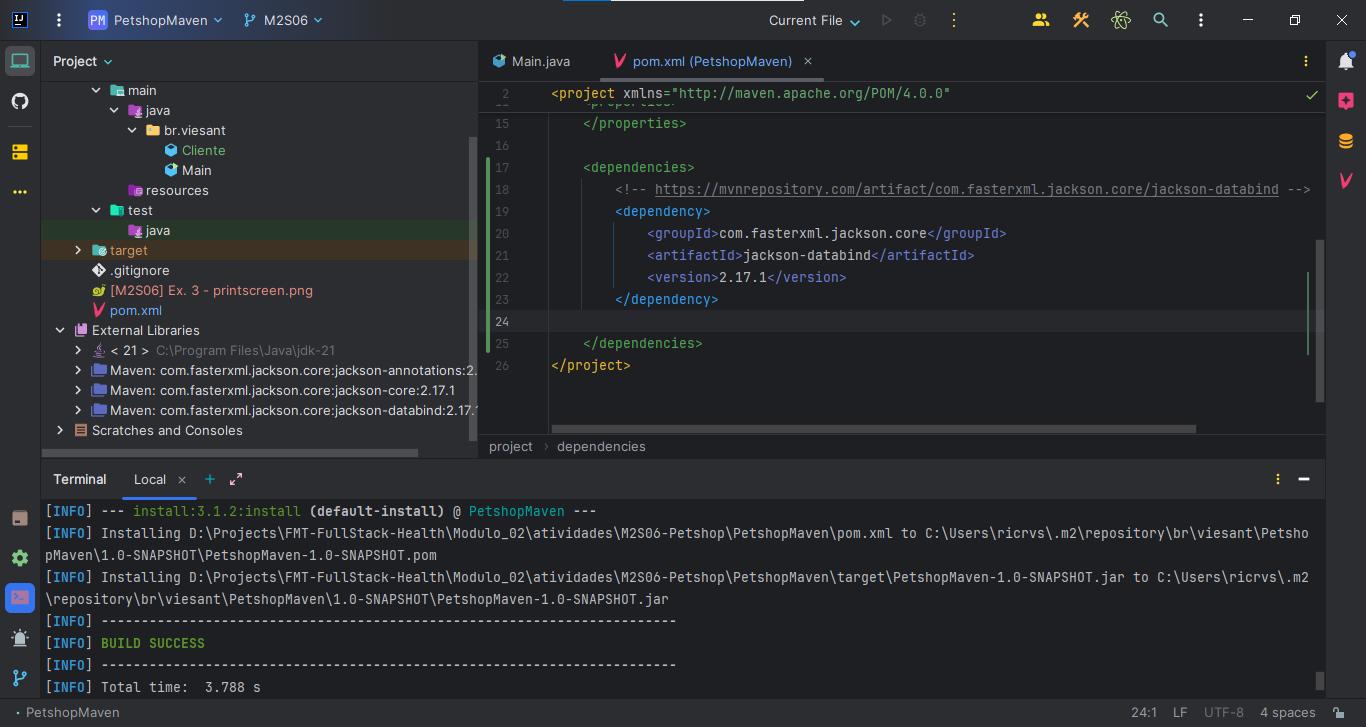 PM PetshopMaven M2S06 Current File
Project
Main.java pom.xml (PetshopMaven)
main
java
br.viesant
Cliente
Main
resources
test
java
target
.gitignore
[M2S06] Ex. 3 - printscreen.png
pom.xml
External Libraries
< 21 > C:\Program Files\Java\jdk-21
Maven: com.fasterxml.jackson.core:jackson-annotations:2.
Maven: com.fasterxml.jackson.core:jackson-core:2.17.1
Maven: com.fasterxml.jackson.core:jackson-databind:2.17.1
Scratches and Consoles
2 <project xmlns="http://maven.apache.org/POM/4.0.0"
15 </properties>
16
17 <dependencies>
18 <!-- https://mvnrepository.com/artifact/com.fasterxml.jackson.core/jackson-databind -->
19 <dependency>
20 <groupId>com.fasterxml.jackson.core</groupId>
21 <artifactId>jackson-databind</artifactId>
22 <version>2.17.1</version>
23 </dependency>
24
25 </dependencies>
26 </project>
project > dependencies
Terminal Local
[INFO] --- install:3.1.2:install (default-install) @ PetshopMaven ---
[INFO] Installing D:\Projects\FMT-FullStack-Health\Modulo_02\atividades\M2S06-Petshop\PetshopMaven\pom.xml to C:\Users\ricrvs\.m2\repository\br\viesant\Petsho
pMaven\1.0-SNAPSHOT\PetshopMaven-1.0-SNAPSHOT.pom
[INFO] Installing D:\Projects\FMT-FullStack-Health\Modulo_02\atividades\M2S06-Petshop\PetshopMaven\target\PetshopMaven-1.0-SNAPSHOT.jar to C:\Users\ricrvs\.m2
\repository\br\viesant\PetshopMaven\1.0-SNAPSHOT\PetshopMaven-1.0-SNAPSHOT.jar
[INFO] ------------------------------------------------------------------------
[INFO] BUILD SUCCESS
[INFO] ------------------------------------------------------------------------
[INFO] Total time:  3.788 s
PetshopMaven 24:1 LF UTF-8 4 spaces